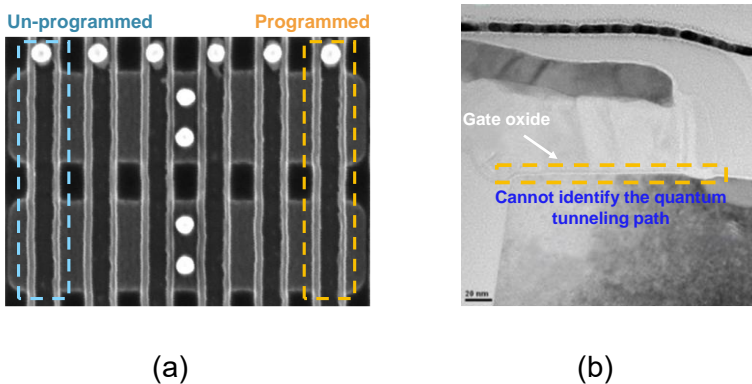 Un-programmed
Programmed
Gate oxide
Cannot identify the quantum
tunneling path
20 nm
(a)
(b)